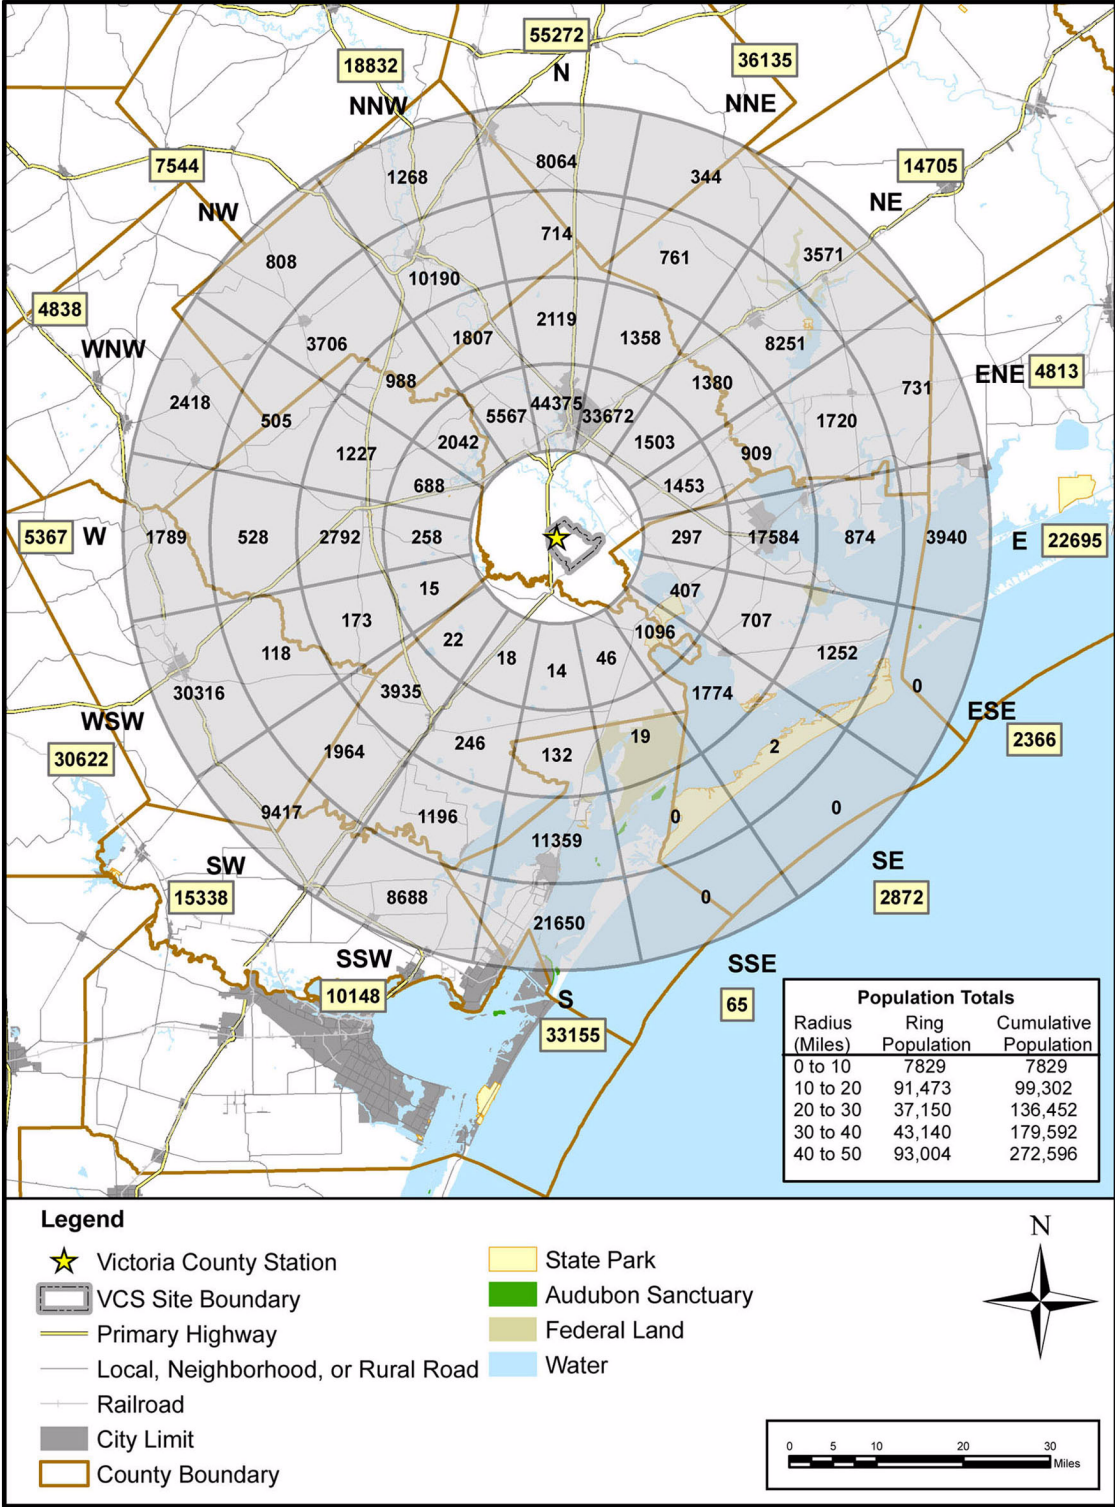 55272
N
18832
NNW
36135
NNE
7544
NW
14705
NE
1268
8064
344
808
714
761
3571
10190
4838
WNW
3706
1807
2119
1358
8251
988
1380
731
ENE
4813
2418
505
5567
44375
33672
1720
1227
2042
1503
909
688
1453
5367
W
1789
528
2792
258
297
17584
874
3940
E
22695
15
407
173
22
1096
707
118
18
14
46
1252
30316
3935
1774
0
WSW
ESE
30622
1964
246
132
19
2
2366
9417
1196
11359
0
0
SW
SE
15338
8688
21650
0
2872
SSW
SSE
10148
S
33155
65
Population Totals
Radius (Miles) Ring Population Cumulative Population
0 to 10 7829 7829
10 to 20 91,473 99,302
20 to 30 37,150 136,452
30 to 40 43,140 179,592
40 to 50 93,004 272,596
Legend
Victoria County Station
VCS Site Boundary
Primary Highway
Local, Neighborhood, or Rural Road
Railroad
City Limit
County Boundary
State Park
Audubon Sanctuary
Federal Land
Water
N
0 5 10 20 30
Miles